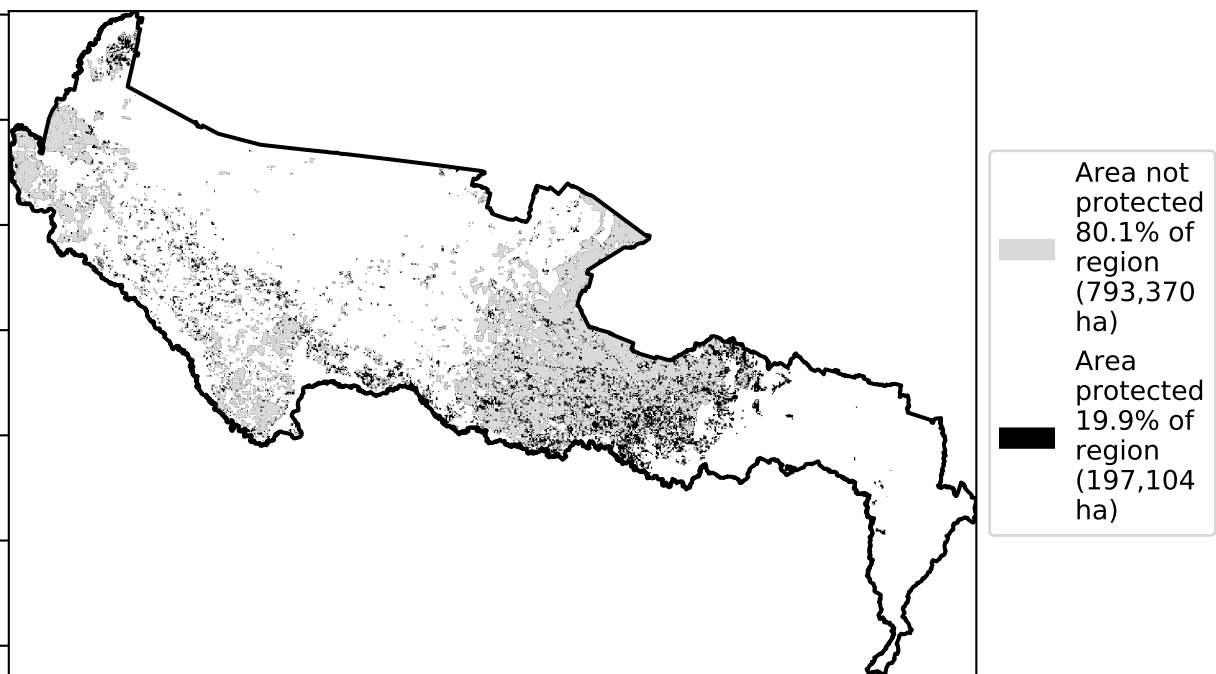 Area not
protected
80.1% of
region
(793,370
ha)
Area
protected
19.9% of
region
(197,104
ha)